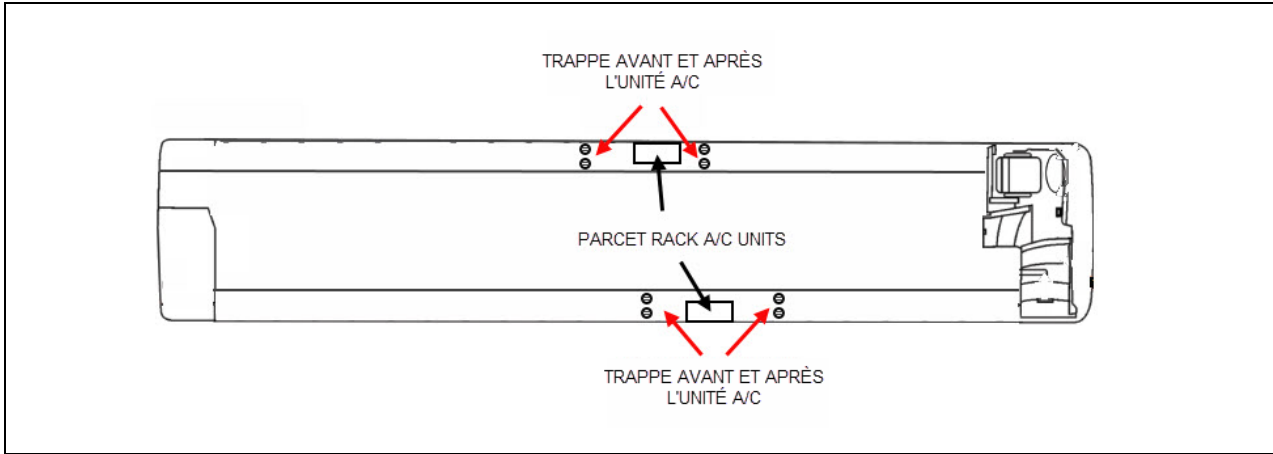 TRAPPE AVANT ET APRÈS
L'UNITÉ A/C
PARCET RACK A/C UNITS
TRAPPE AVANT ET APRÈS
L'UNITÉ A/C